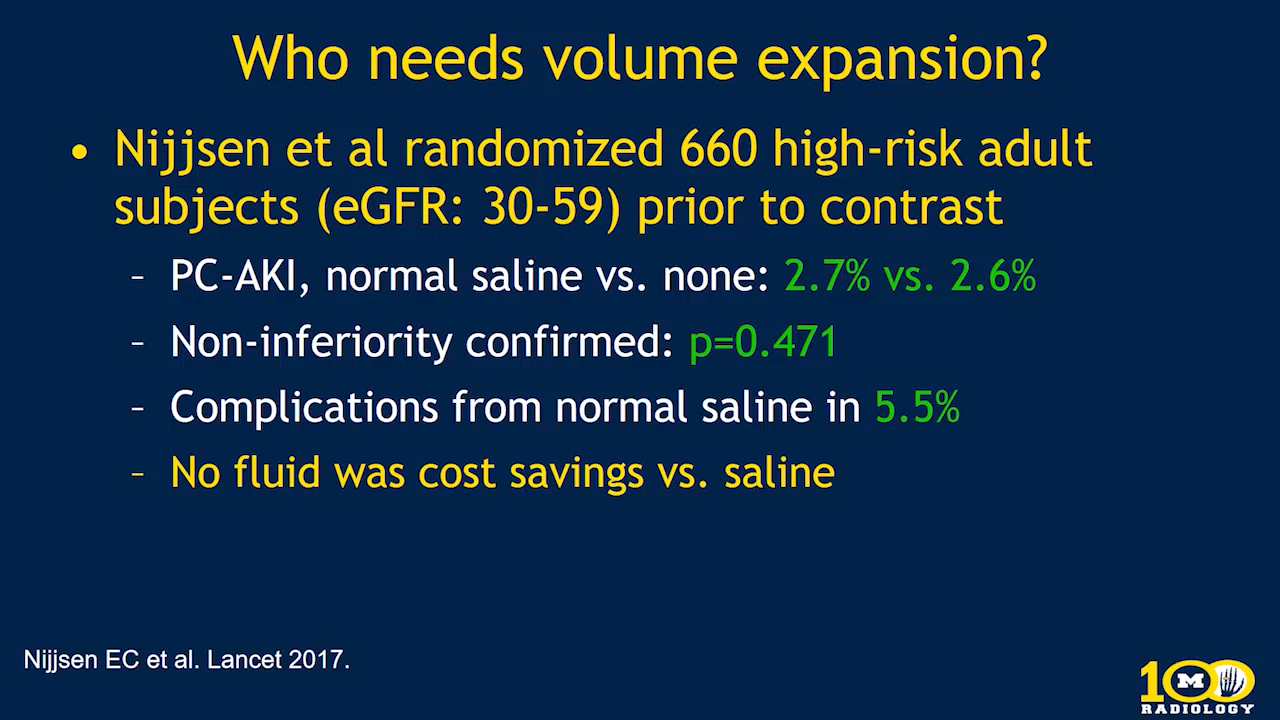 Who needs volume expansion?
• Nijjsen et al randomized 660 high-risk adult
subjects (eGFR: 30-59) prior to contrast
– PC-AKI, normal saline vs. none: 2.7% vs. 2.6%
– Non-inferiority confirmed: p=0.471
– Complications from normal saline in 5.5%
– No fluid was cost savings vs. saline
Nijjsen EC et al. Lancet 2017.
100
M
RADIOLOGY